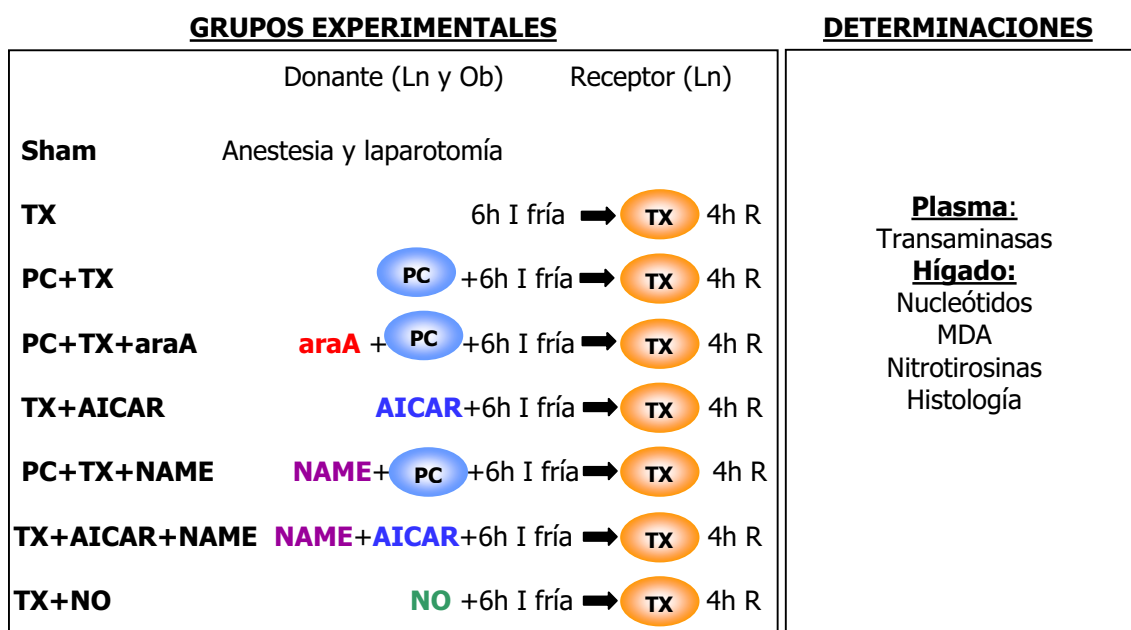 GRUPOS EXPERIMENTALES
Donante (Ln y Ob) Receptor (Ln)
Sham Anestesia y laparotomía
TX 6h I fría TX 4h R
PC+TX PC +6h I fría TX 4h R
PC+TX+araA araA + PC +6h I fría TX 4h R
TX+AICAR AICAR+6h I fría TX 4h R
PC+TX+NAME NAME+ PC +6h I fría TX 4h R
TX+AICAR+NAME NAME+AICAR+6h I fría TX 4h R
TX+NO NO +6h I fría TX 4h R
DETERMINACIONES
Plasma:
Transaminasas
Hígado:
Nucleótidos
MDA
Nitrotirosinas
Histología